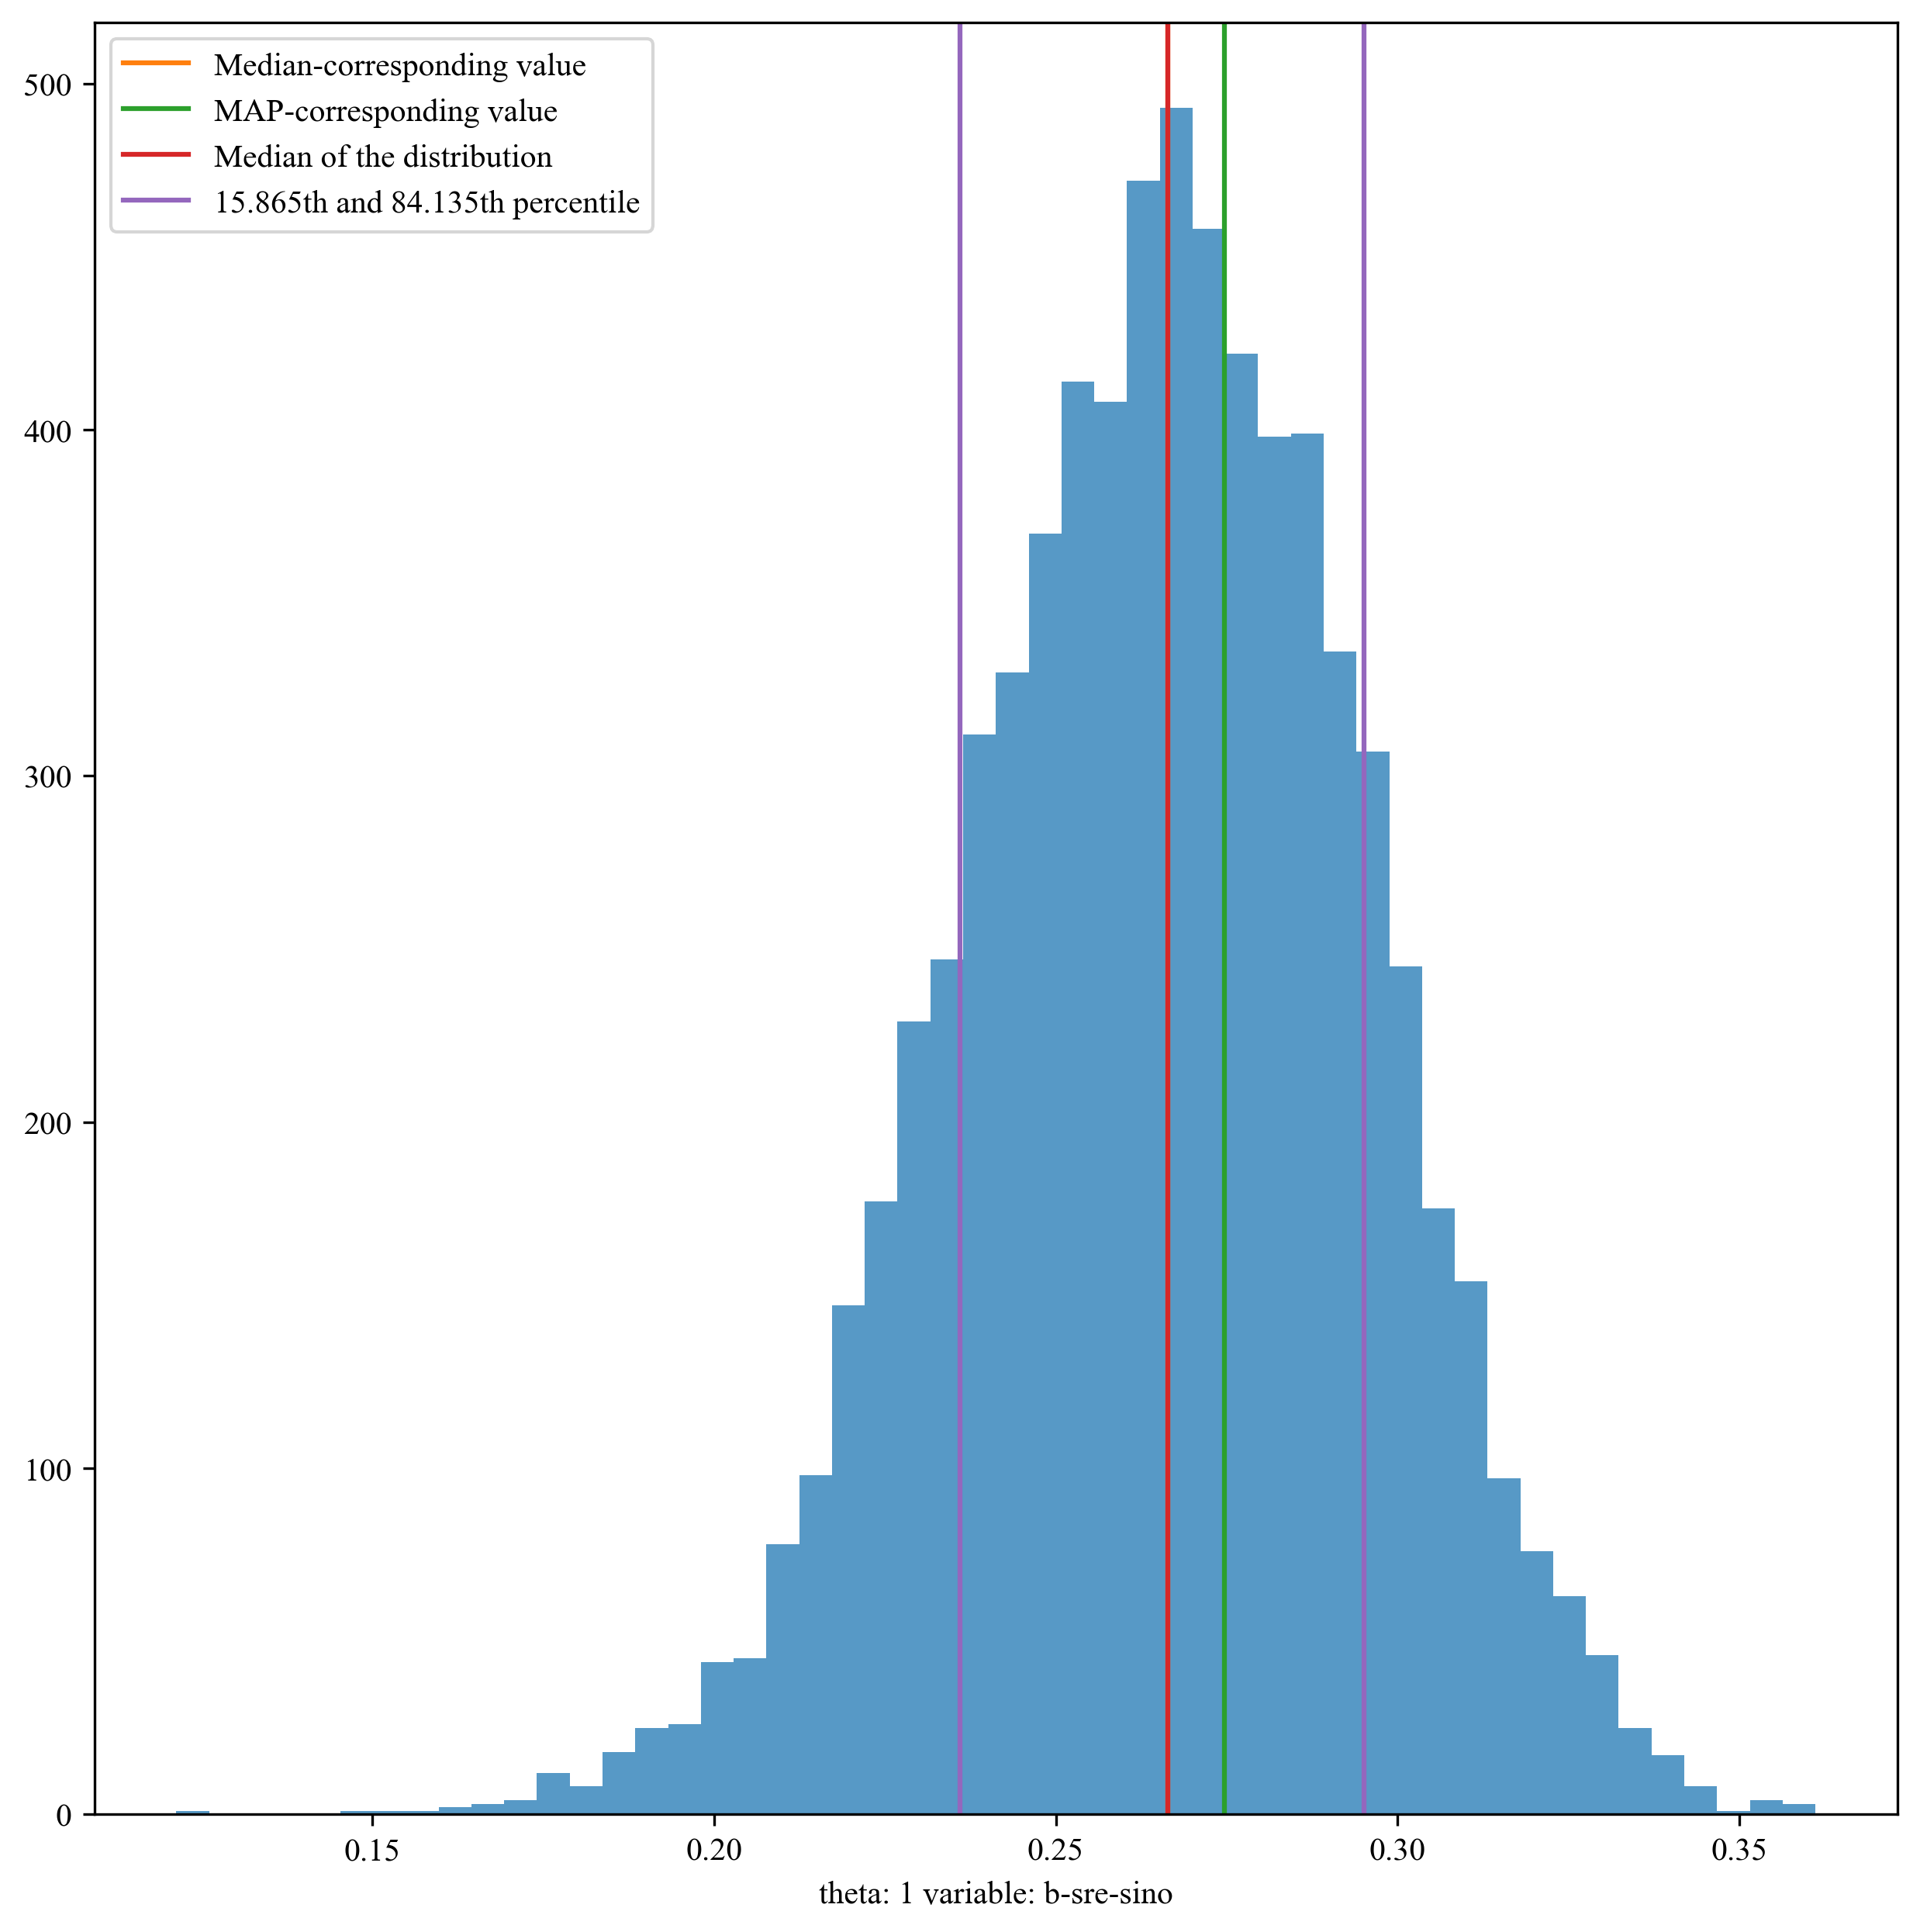 Median-corresponding value
MAP-corresponding value
Median of the distribution
15.865th and 84.135th percentile
500
400
300
200
100
0
0.15 0.20 0.25 0.30 0.35
theta: 1 variable: b-sre-sino